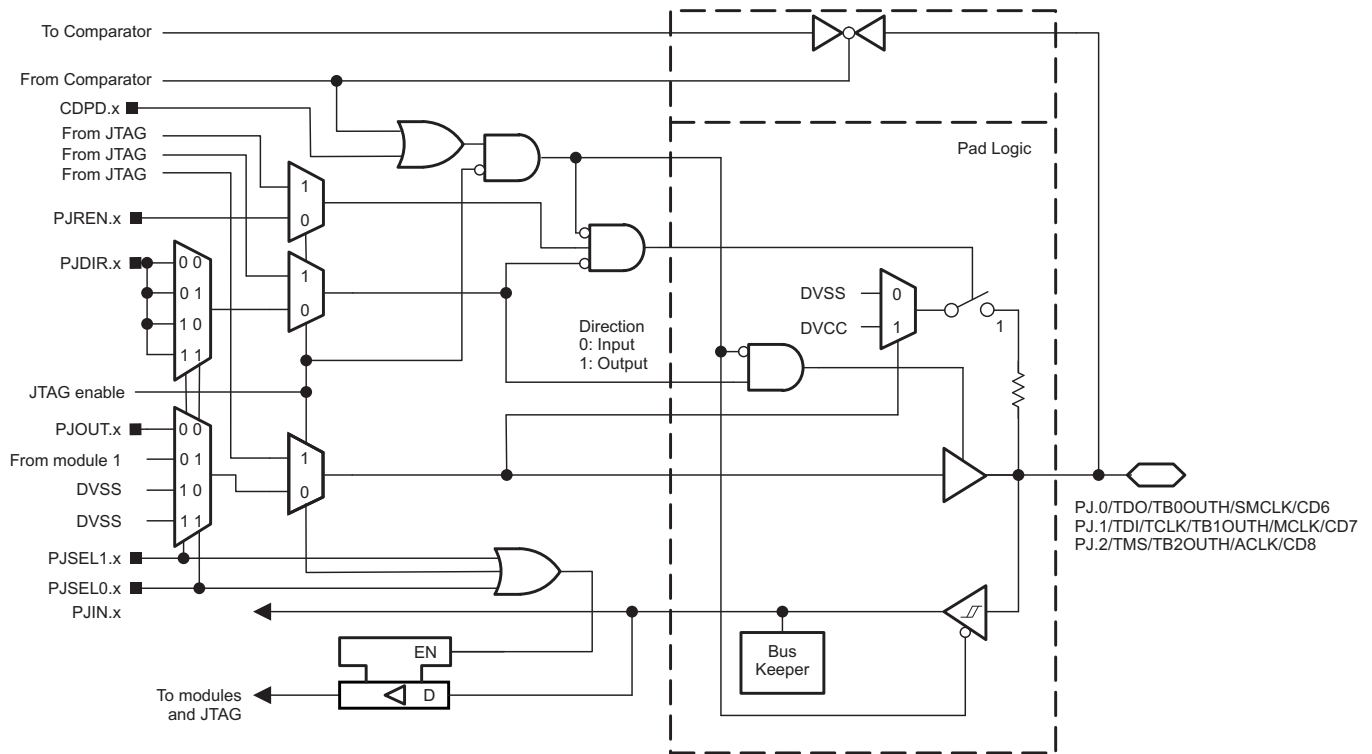 To Comparator
From Comparator
CDPD.x
From JTAG
From JTAG
From JTAG
Pad Logic
1
0
PJREN.x
PJDIR.x
0 0
0 1
1 0
1 1
1
0
DVSS
DVCC
0
1
1
Direction
0: Input
1: Output
JTAG enable
PJOUT.x
From module 1
DVSS
DVSS
0 0
0 1
1 0
1 1
1
0
PJ.0/TDO/TB0OUTH/SMCLK/CD6
PJ.1/TDI/TCLK/TB1OUTH/MCLK/CD7
PJ.2/TMS/TB2OUTH/ACLK/CD8
PJSEL1.x
PJSEL0.x
PJIN.x
EN
D
Bus
Keeper
To modules
and JTAG